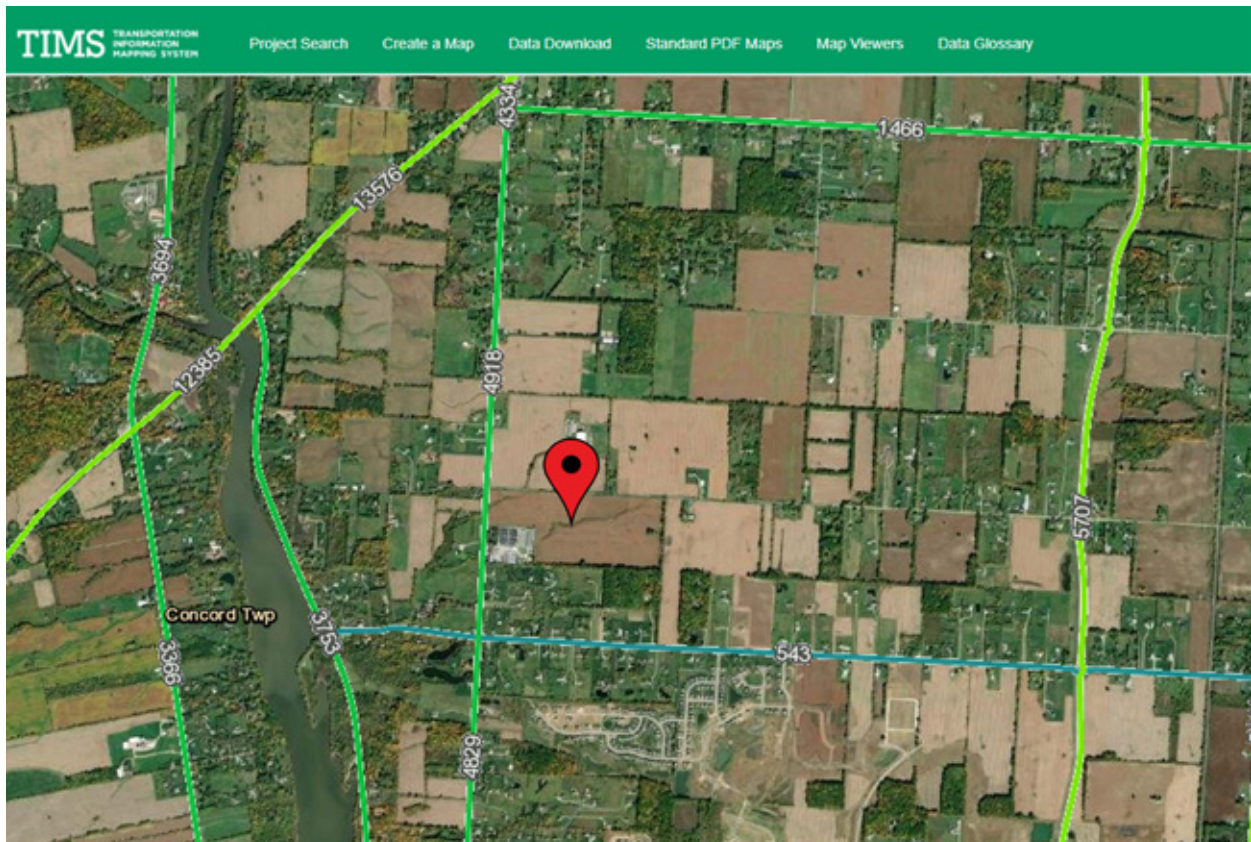 TIMS
TRANSPORTATION
INFORMATION
MAPPING SYSTEM
Project Search
Create a Map
Data Download
Standard PDF Maps
Map Viewers
Data Glossary
4334
1466
13576
3694
12385
4918
5707
Concord Twp
3753
543
3366
4829